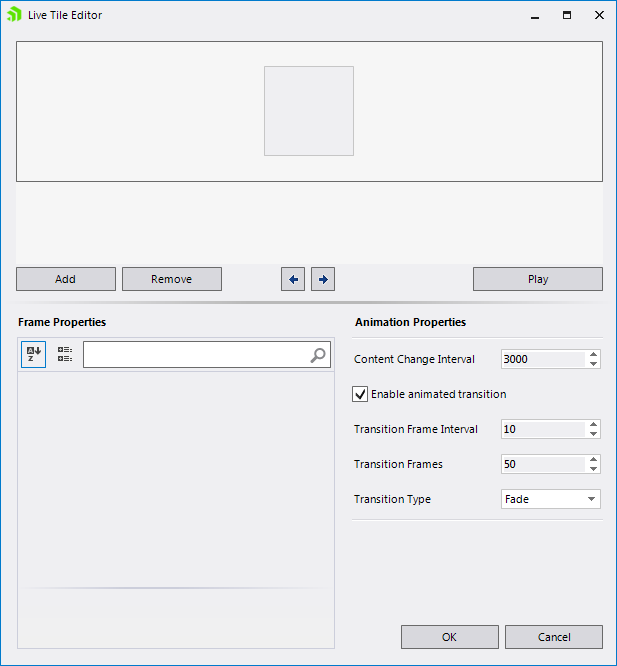 Live Tile Editor
Add Remove Play
Frame Properties Animation Properties
A
Z
Content Change Interval 3000
Enable animated transition
Transition Frame Interval 10
Transition Frames 50
Transition Type Fade
OK Cancel